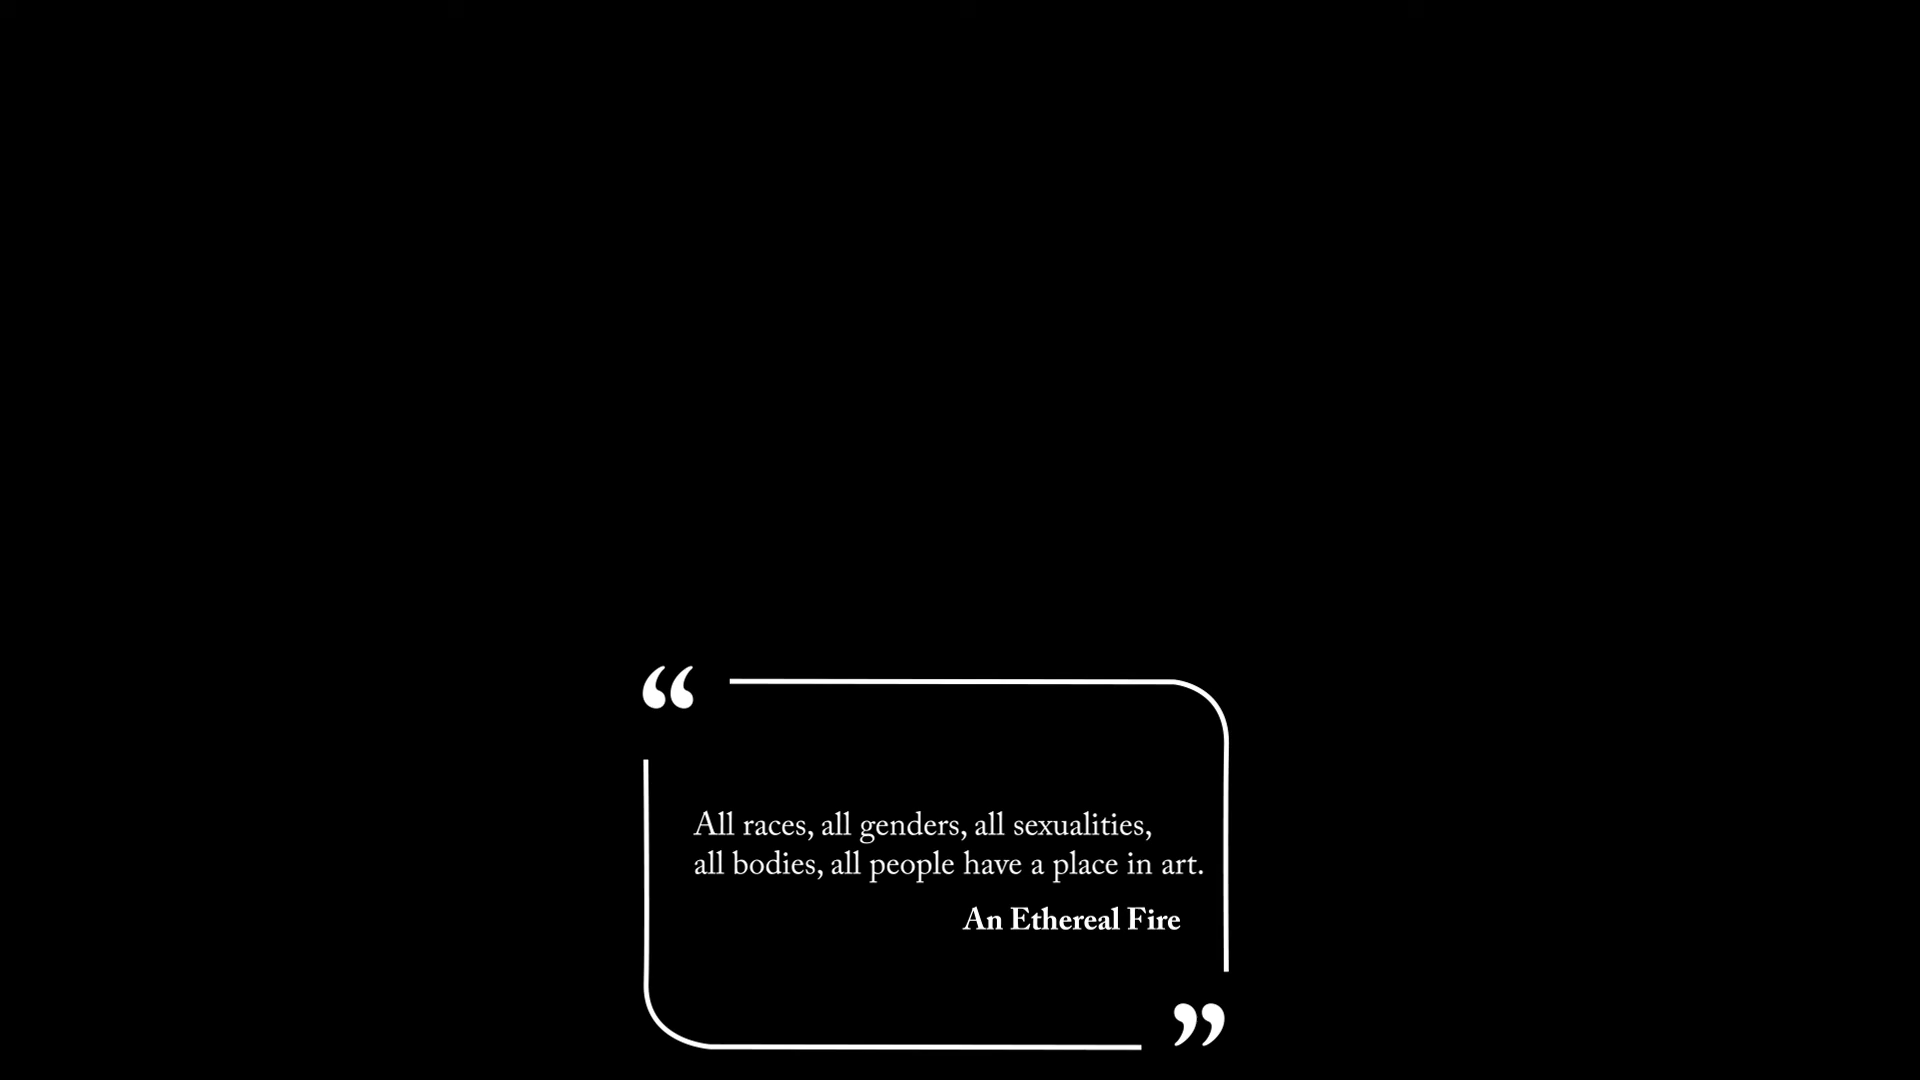 “
All races, all genders, all sexualities,
all bodies, all people have a place in art.
An Ethereal Fire
”